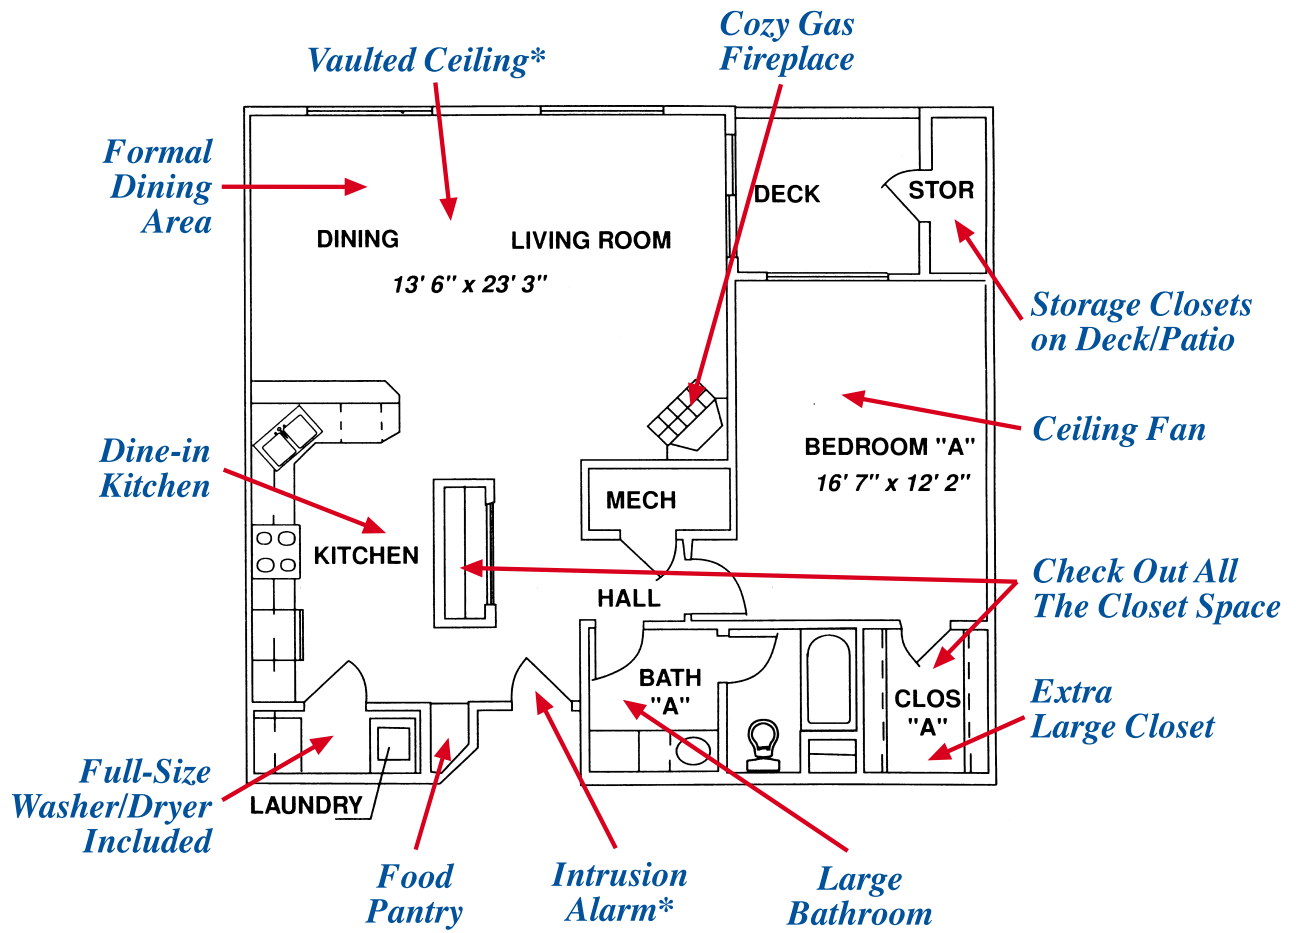 Cozy Gas
Fireplace
Vaulted Ceiling*
Formal
Dining
Area
DECK
STOR
DINING
LIVING ROOM
13' 6" x 23' 3"
Storage Closets
on Deck/Patio
Ceiling Fan
BEDROOM "A"
16' 7" x 12' 2"
Dine-in
Kitchen
MECH
KITCHEN
HALL
Check Out All
The Closet Space
BATH
"A"
CLOS
"A"
Extra
Large Closet
Full-Size
Washer/Dryer
Included
LAUNDRY
Food
Pantry
Intrusion
Alarm*
Large
Bathroom